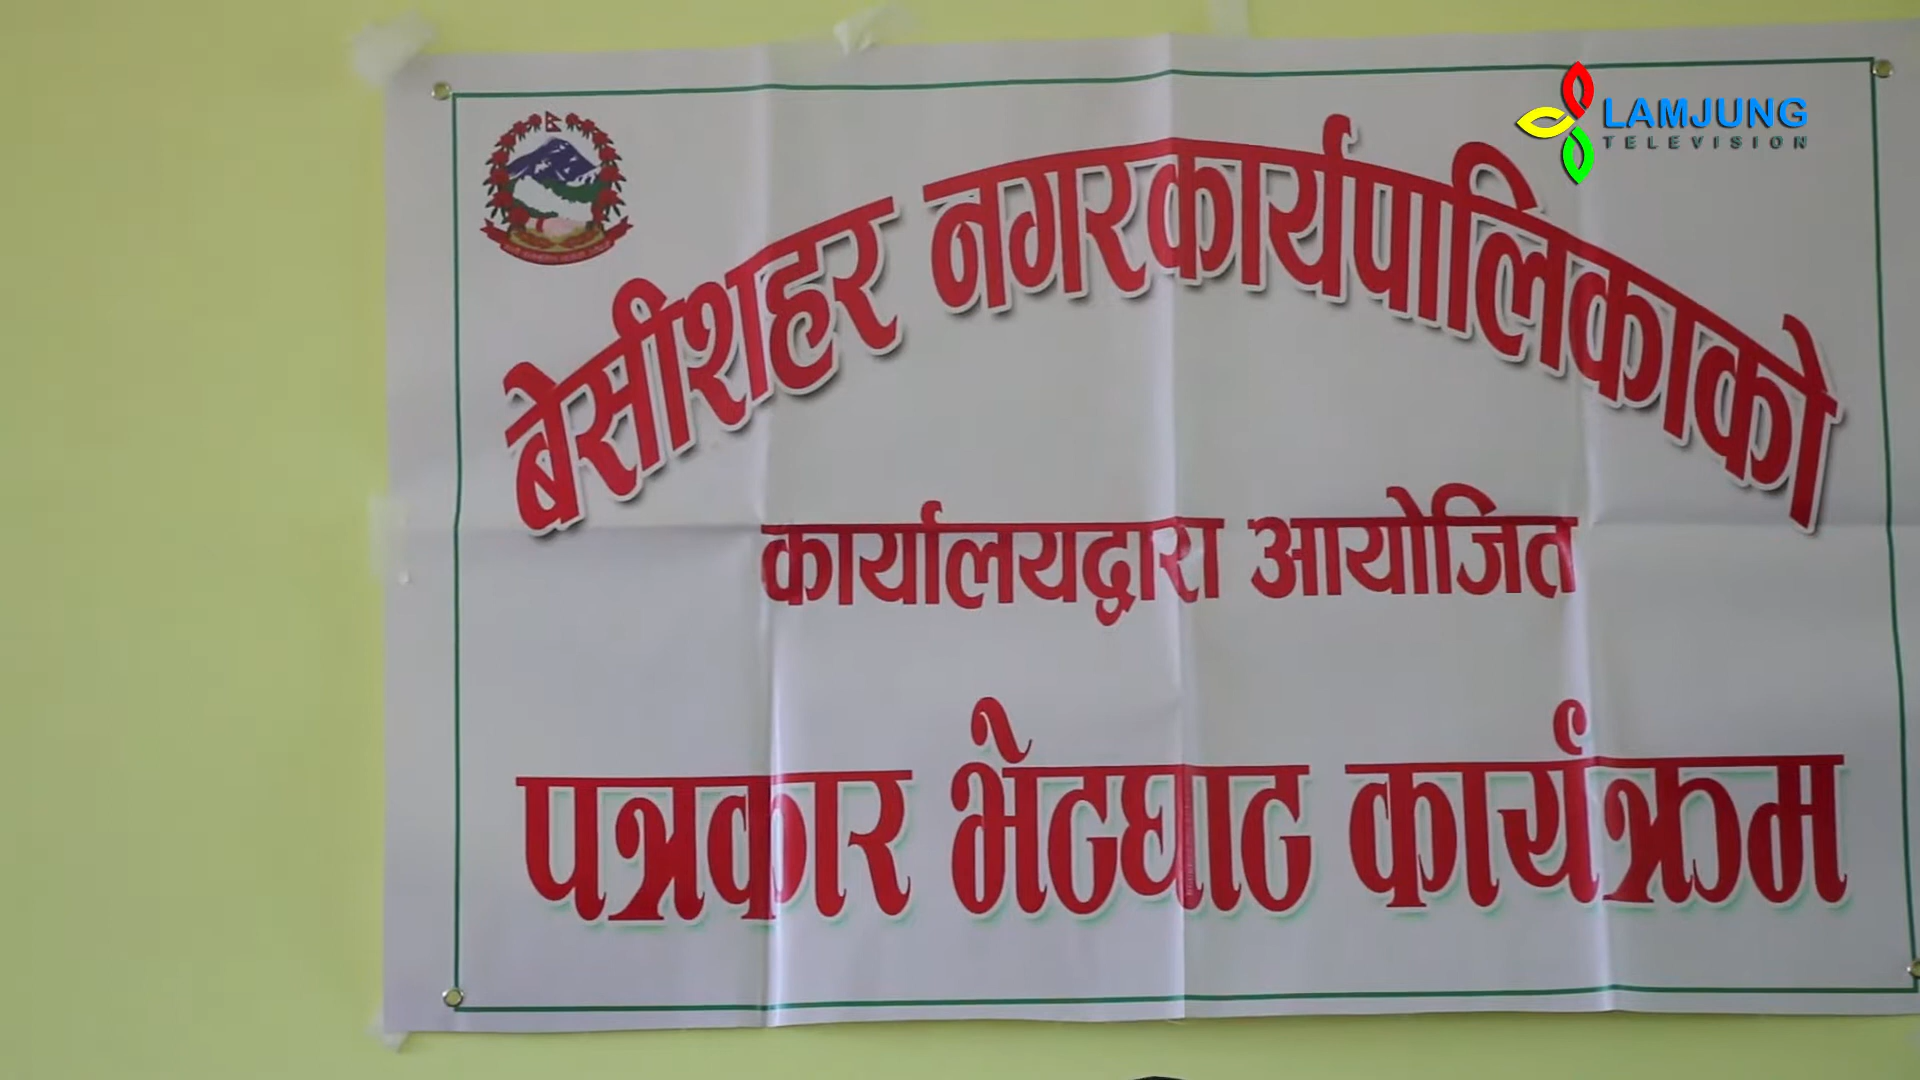 LAMJUNG
TELEVISION
बेसीशहर नगरकार्यपालिकाको
कार्यालयद्वारा आयोजित
पत्रकार भेटघाट कार्यक्रम